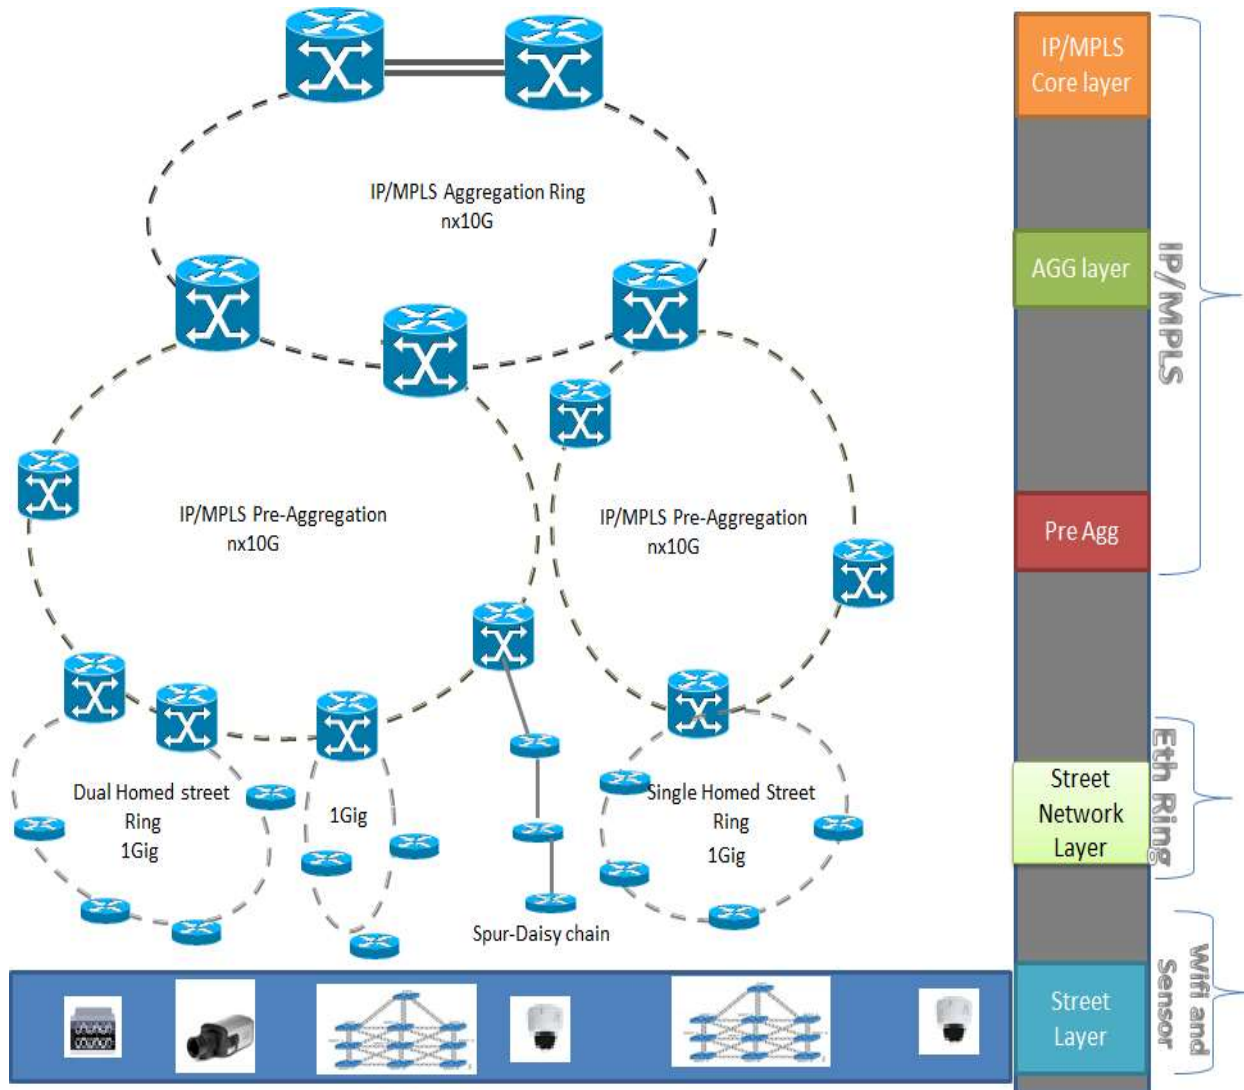 IP/MPLS
Core layer
IP/MPLS Aggregation Ring
nx10G
AGG layer
IP/MPLS
IP/MPLS Pre-Aggregation
nx10G
IP/MPLS Pre-Aggregation
nx10G
Pre Agg
Dual Homed street
Ring
1Gig
1Gig
Single Homed Street
Ring
1Gig
Spur-Daisy chain
Street
Network
Layer
Eth Ring
Street
Layer
Wifi and
Sensor